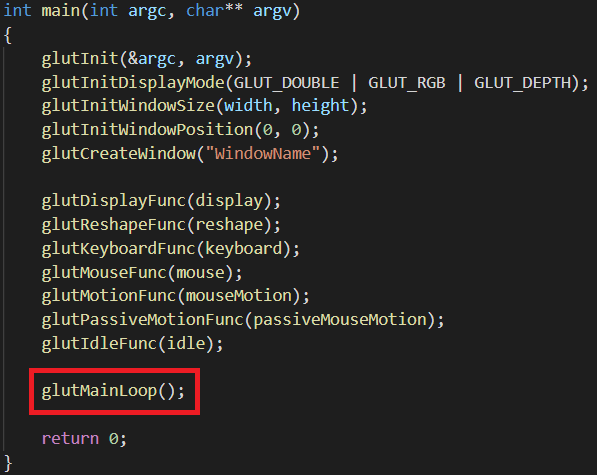 int main(int argc, char** argv)
{
glutInit(&argc, argv);
glutInitDisplayMode(GLUT_DOUBLE | GLUT_RGB | GLUT_DEPTH);
glutInitWindowSize(width, height);
glutInitWindowPosition(0, 0);
glutCreateWindow("WindowName");
glutDisplayFunc(display);
glutReshapeFunc(reshape);
glutKeyboardFunc(keyboard);
glutMouseFunc(mouse);
glutMotionFunc(mouseMotion);
glutPassiveMotionFunc(passiveMouseMotion);
glutIdleFunc(idle);
glutMainLoop();
return 0;
}